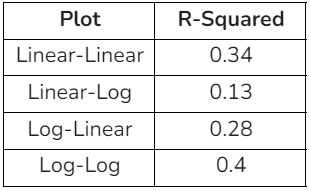 Plot R-Squared
Linear-Linear 0.34
Linear-Log 0.13
Log-Linear 0.28
Log-Log 0.4